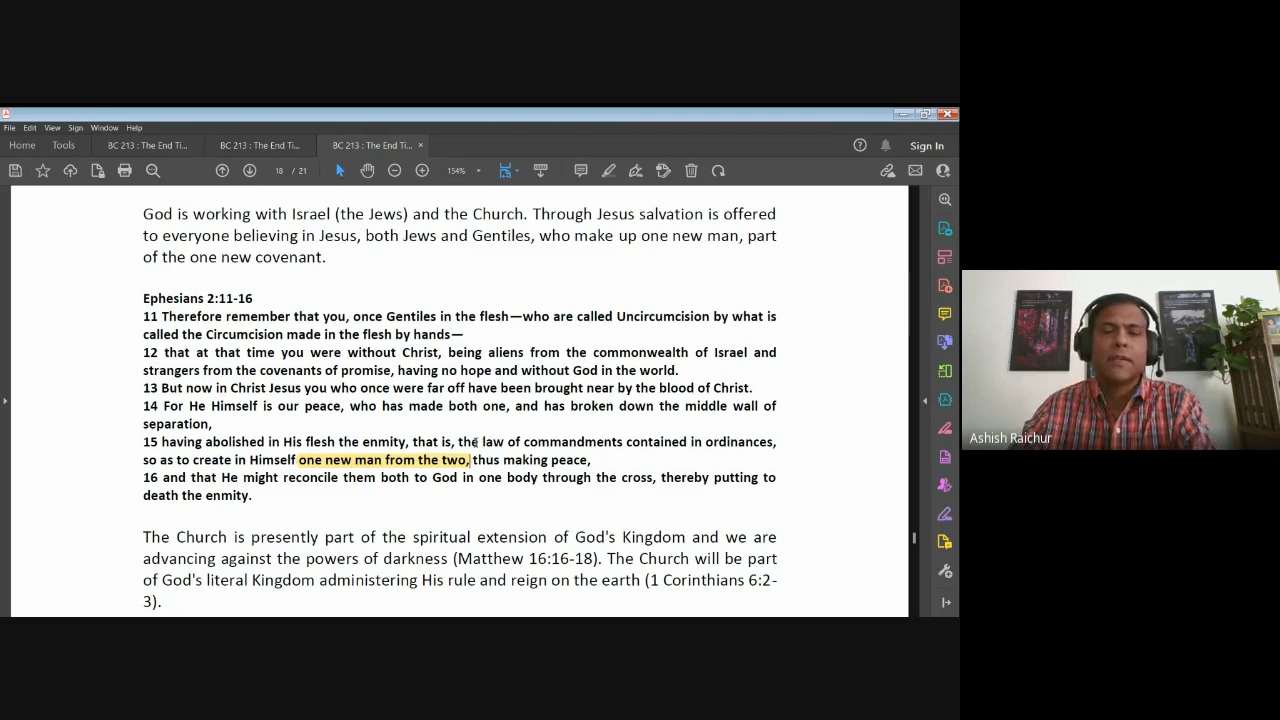 File Edit View Sign Window Help
Home Tools BC 213 : The End Ti... BC 213 : The End Ti... BC 213 : The End Ti... × Sign In
18 / 21 154%
God is working with Israel (the Jews) and the Church. Through Jesus salvation is offered
to everyone believing in Jesus, both Jews and Gentiles, who make up one new man, part
of the one new covenant.
Ephesians 2:11-16
11 Therefore remember that you, once Gentiles in the flesh—who are called Uncircumcision by what is
called the Circumcision made in the flesh by hands—
12 that at that time you were without Christ, being aliens from the commonwealth of Israel and
strangers from the covenants of promise, having no hope and without God in the world.
13 But now in Christ Jesus you who once were far off have been brought near by the blood of Christ.
14 For He Himself is our peace, who has made both one, and has broken down the middle wall of
separation,
15 having abolished in His flesh the enmity, that is, the law of commandments contained in ordinances,
so as to create in Himself one new man from the two, thus making peace,
16 and that He might reconcile them both to God in one body through the cross, thereby putting to
death the enmity.
The Church is presently part of the spiritual extension of God's Kingdom and we are
advancing against the powers of darkness (Matthew 16:16-18). The Church will be part
of God's literal Kingdom administering His rule and reign on the earth (1 Corinthians 6:2-
3).
Ashish Raichur